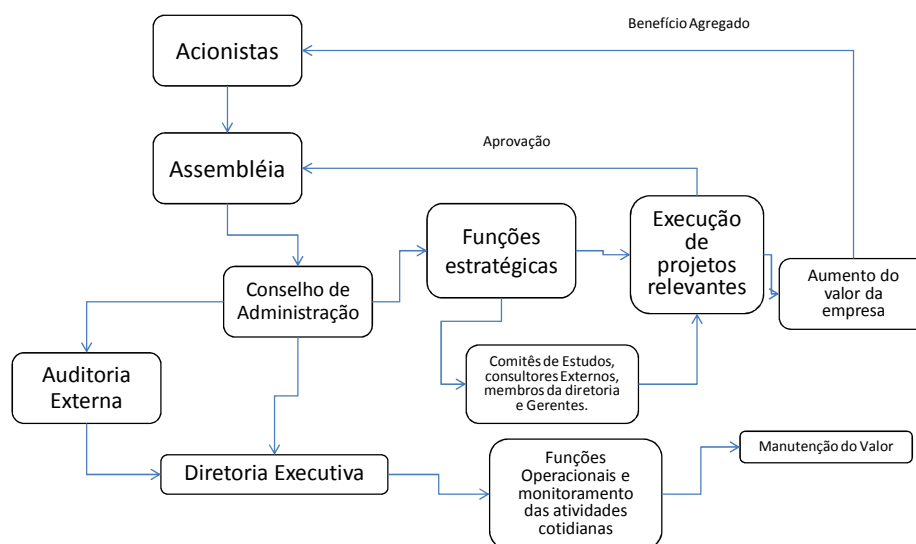 Benefício Agregado
Acionistas
Aprovação
Assembléia
Execução
de
projetos
relevantes
Funções
estratégicas
Aumento do
valor da
empresa
Conselho de
Administração
Comitês de Estudos,
consultores Externos,
membros da diretoria
e Gerentes.
Auditoria
Externa
Manutenção do Valor
Diretoria Executiva
Funções
Operacionais e
monitoramento
das atividades
cotidianas